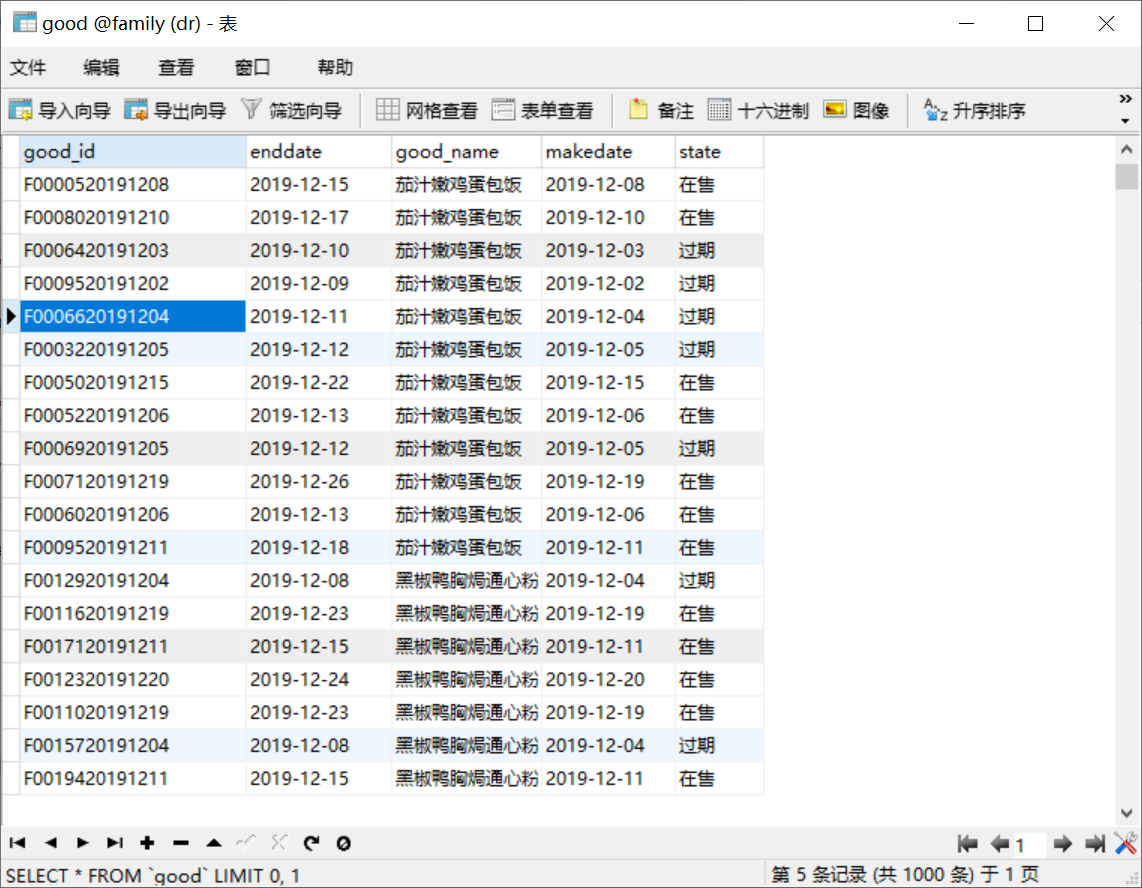 good @family (dr) - 表
文件 编辑 查看 窗口 帮助
导入向导 导出向导 筛选向导 网格查看 表单查看 备注 十六进制 图像 升序排序
good_id enddate good_name makedate state
F0000520191208 2019-12-15 茄汁嫩鸡蛋包饭 2019-12-08 在售
F0008020191210 2019-12-17 茄汁嫩鸡蛋包饭 2019-12-10 在售
F0006420191203 2019-12-10 茄汁嫩鸡蛋包饭 2019-12-03 过期
F0009520191202 2019-12-09 茄汁嫩鸡蛋包饭 2019-12-02 过期
F0006620191204 2019-12-11 茄汁嫩鸡蛋包饭 2019-12-04 过期
F0003220191205 2019-12-12 茄汁嫩鸡蛋包饭 2019-12-05 过期
F0005020191215 2019-12-22 茄汁嫩鸡蛋包饭 2019-12-15 在售
F0005220191206 2019-12-13 茄汁嫩鸡蛋包饭 2019-12-06 在售
F0006920191205 2019-12-12 茄汁嫩鸡蛋包饭 2019-12-05 过期
F0007120191219 2019-12-26 茄汁嫩鸡蛋包饭 2019-12-19 在售
F0006020191206 2019-12-13 茄汁嫩鸡蛋包饭 2019-12-06 在售
F0009520191211 2019-12-18 茄汁嫩鸡蛋包饭 2019-12-11 在售
F0012920191204 2019-12-08 黑椒鸭胸焗通心粉 2019-12-04 过期
F0011620191219 2019-12-23 黑椒鸭胸焗通心粉 2019-12-19 在售
F0017120191211 2019-12-15 黑椒鸭胸焗通心粉 2019-12-11 在售
F0012320191220 2019-12-24 黑椒鸭胸焗通心粉 2019-12-20 在售
F0011020191219 2019-12-23 黑椒鸭胸焗通心粉 2019-12-19 在售
F0015720191204 2019-12-08 黑椒鸭胸焗通心粉 2019-12-04 过期
F0019420191211 2019-12-15 黑椒鸭胸焗通心粉 2019-12-11 在售
1
SELECT * FROM `good` LIMIT 0, 1 第 5 条记录 (共 1000 条) 于 1 页